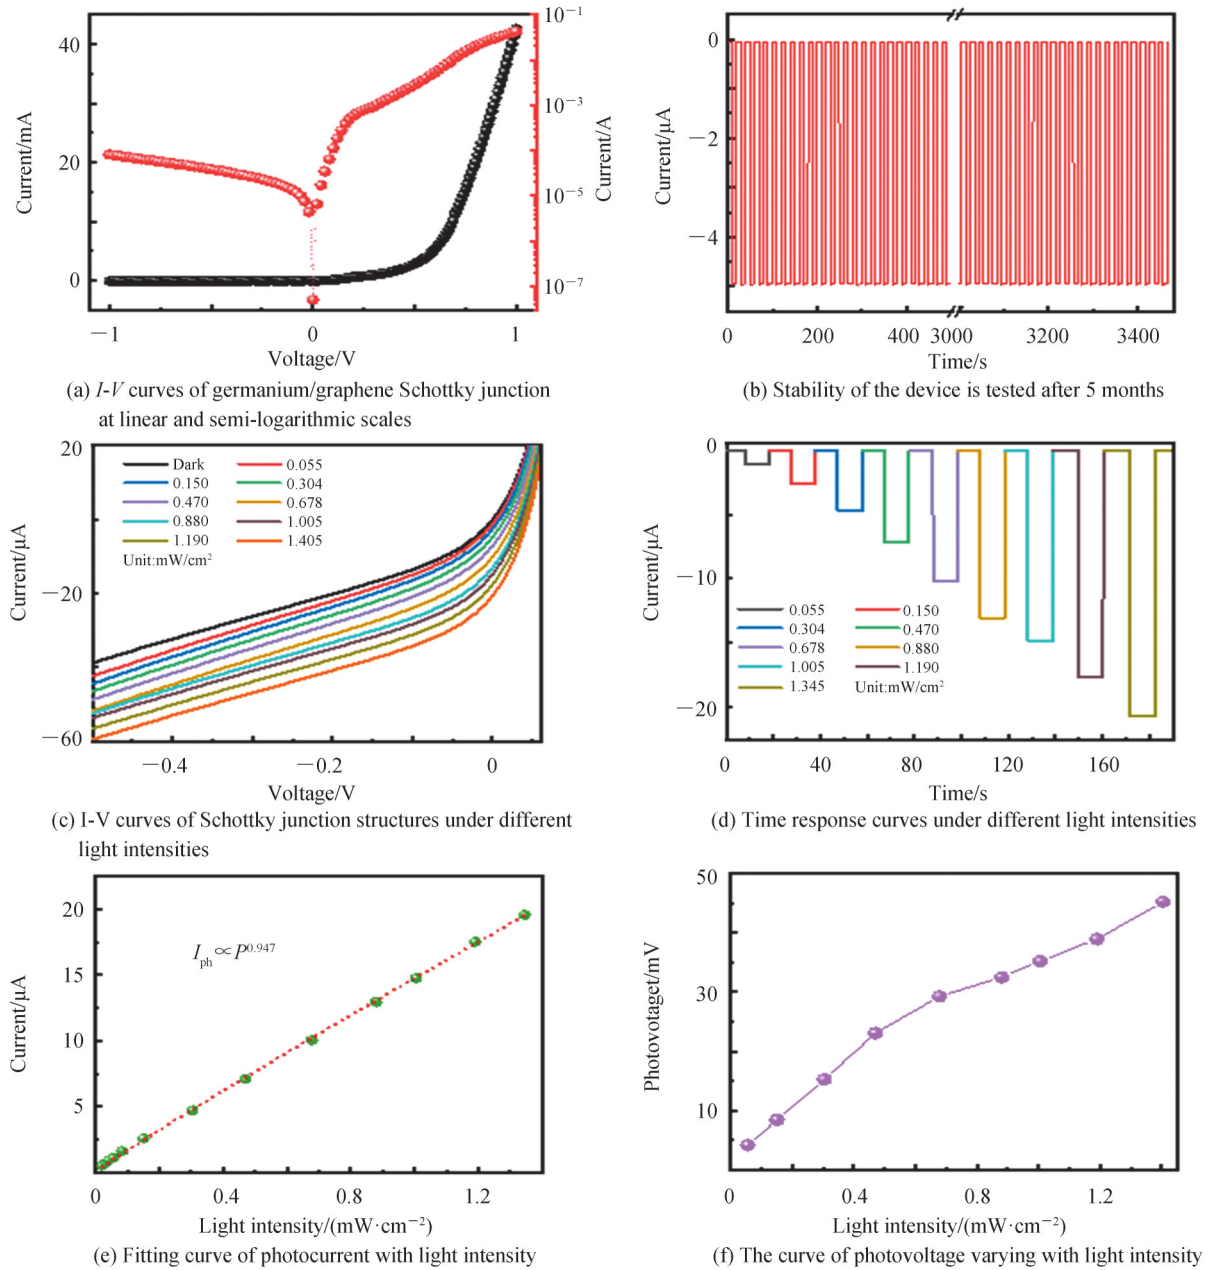 40
20
0
Current/mA
10⁻¹
10⁻³
10⁻⁵
10⁻⁷
Current/A
−1
0
1
Voltage/V
(a) I-V curves of germanium/graphene Schottky junction
at linear and semi-logarithmic scales
0
−2
−4
Current/μA
0
200
400
3000
3200
3400
Time/s
(b) Stability of the device is tested after 5 months
20
−20
−60
Current/μA
Dark
0.055
0.150
0.304
0.470
0.678
0.880
1.005
1.190
1.405
Unit:mW/cm²
−0.4
−0.2
0
Voltage/V
(c) I-V curves of Schottky junction structures under different
light intensities
0
−10
−20
Current/μA
0.055
0.150
0.304
0.470
0.678
0.880
1.005
1.190
1.345
Unit:mW/cm²
0
40
80
120
160
Time/s
(d) Time response curves under different light intensities
20
15
10
5
Current/μA
Iph∝P⁰·⁹⁴⁷
0
0.4
0.8
1.2
Light intensity/(mW·cm⁻²)
(e) Fitting curve of photocurrent with light intensity
50
30
10
Photovotaget/mV
0
0.4
0.8
1.2
Light intensity/(mW·cm⁻²)
(f) The curve of photovoltage varying with light intensity